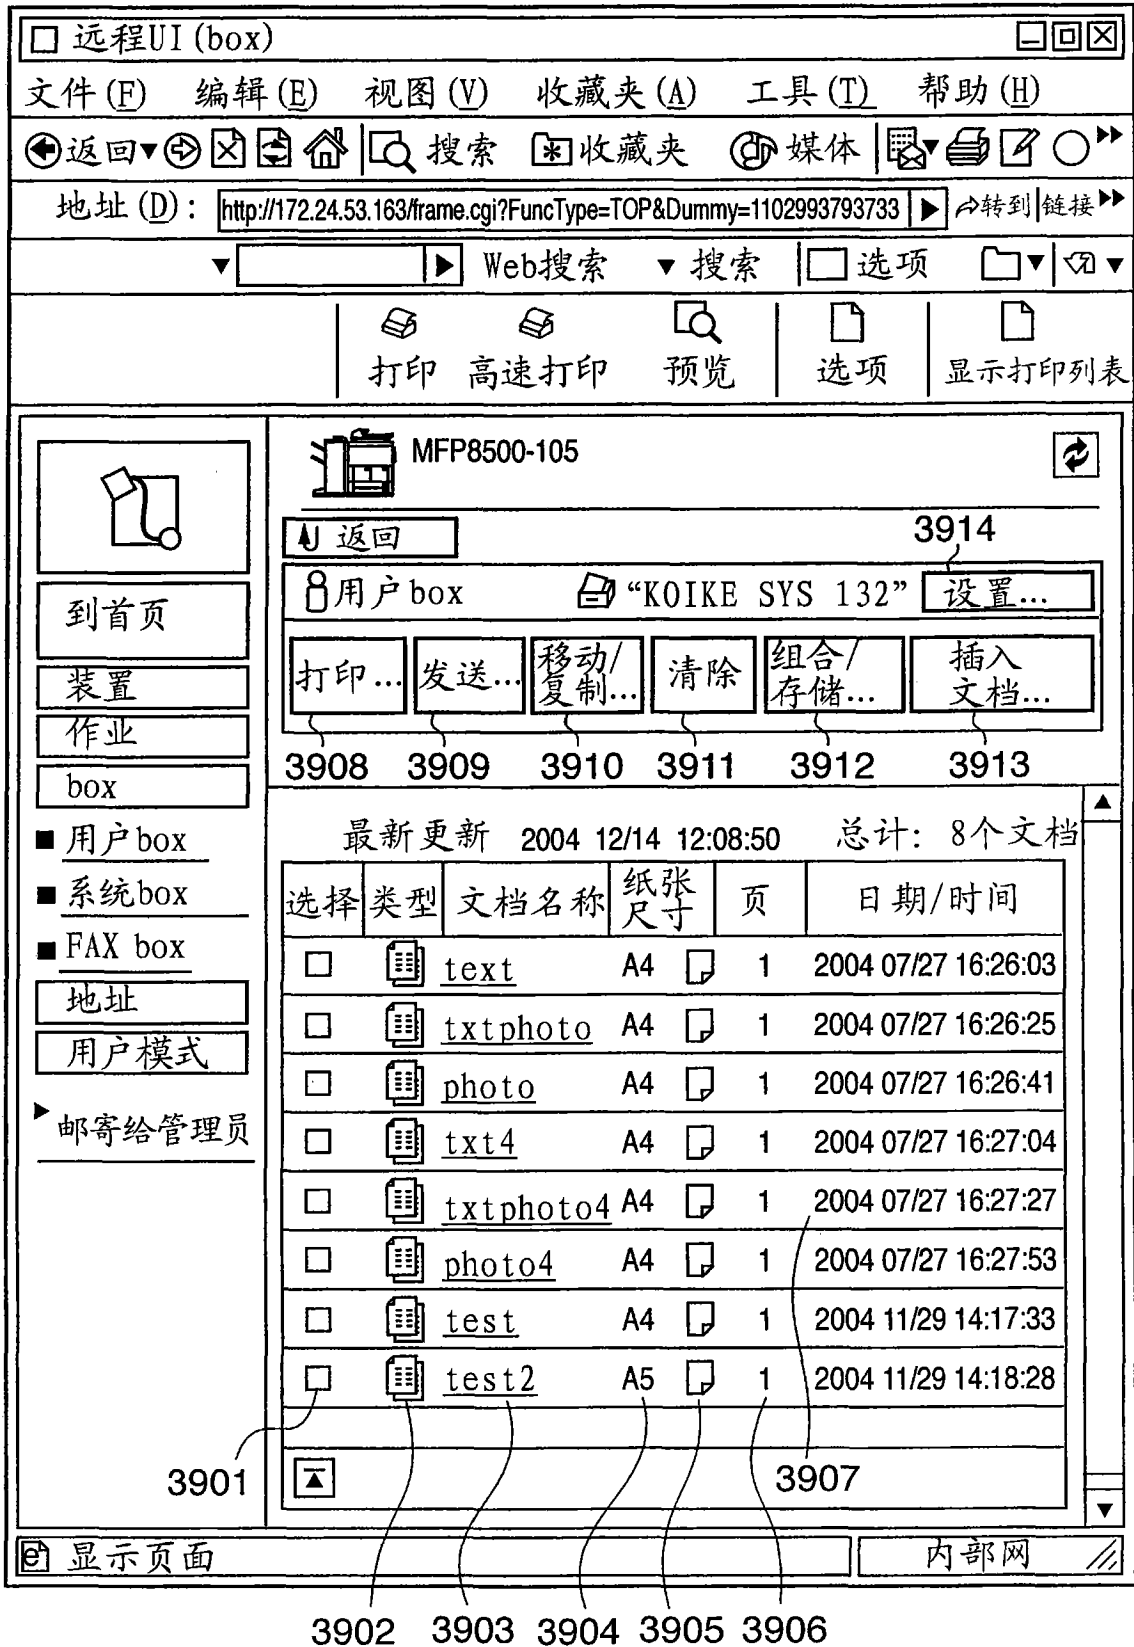 远程UI(box)
文件(F) 编辑(E) 视图(V) 收藏夹(A) 工具(T) 帮助(H)
返回 搜索 收藏夹 媒体
地址(D): http://172.24.53.163/frame.cgi?FuncType=TOP&Dummy=1102993793733 转到 链接
Web搜索 搜索 选项
打印 高速打印 预览 选项 显示打印列表
MFP8500-105
返回
3914
用户box “KOIKE SYS 132” 设置...
打印... 发送... 移动/复制... 清除 组合/存储... 插入文档...
3908 3909 3910 3911 3912 3913
到首页
装置
作业
box
用户box
系统box
FAX box
地址
用户模式
邮寄给管理员
最新更新 2004 12/14 12:08:50 总计: 8个文档
选择 类型 文档名称 纸张尺寸 页 日期/时间
text A4 1 2004 07/27 16:26:03
txtphoto A4 1 2004 07/27 16:26:25
photo A4 1 2004 07/27 16:26:41
txt4 A4 1 2004 07/27 16:27:04
txtphoto4 A4 1 2004 07/27 16:27:27
photo4 A4 1 2004 07/27 16:27:53
test A4 1 2004 11/29 14:17:33
test2 A5 1 2004 11/29 14:18:28
3901 3907
显示页面 内部网
3902 3903 3904 3905 3906